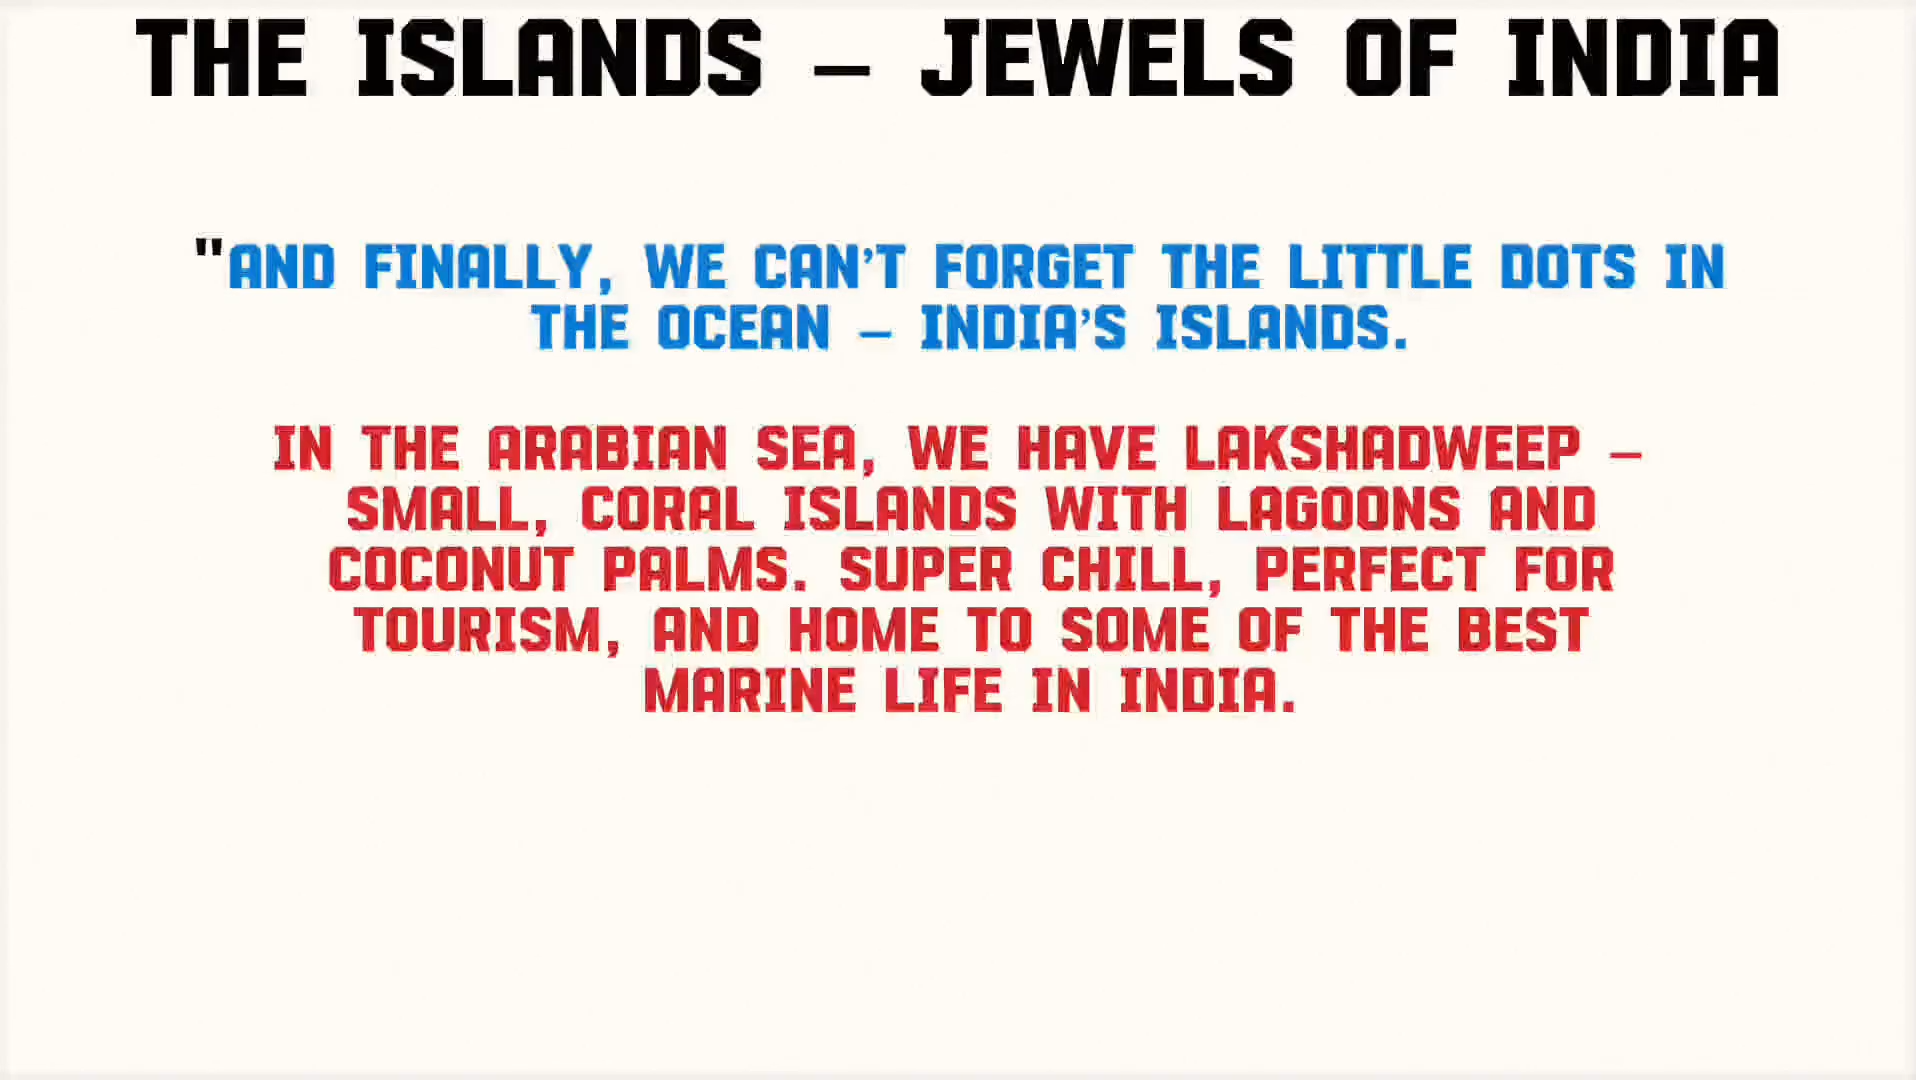 THE ISLANDS – JEWELS OF INDIA
"AND FINALLY, WE CAN’T FORGET THE LITTLE DOTS IN
THE OCEAN – INDIA’S ISLANDS.
IN THE ARABIAN SEA, WE HAVE LAKSHADWEEP –
SMALL, CORAL ISLANDS WITH LAGOONS AND
COCONUT PALMS. SUPER CHILL, PERFECT FOR
TOURISM, AND HOME TO SOME OF THE BEST
MARINE LIFE IN INDIA.